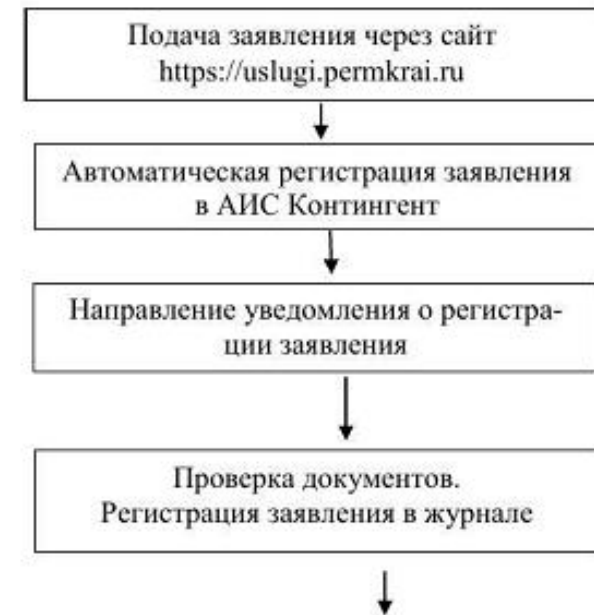 Подача заявления через сайт
https://uslugi.permkrai.ru
Автоматическая регистрация заявления
в АИС Контингент
Направление уведомления о регистра-
ции заявления
Проверка документов.
Регистрация заявления в журнале